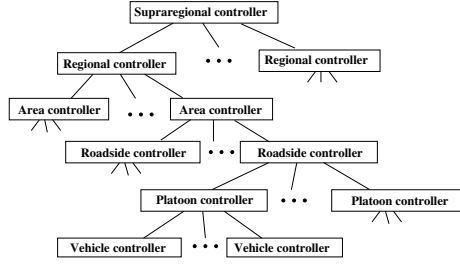 Supraregional controller
Regional controller
Regional controller
Area controller
Area controller
Roadside controller
Roadside controller
Platoon controller
Platoon controller
Vehicle controller
Vehicle controller